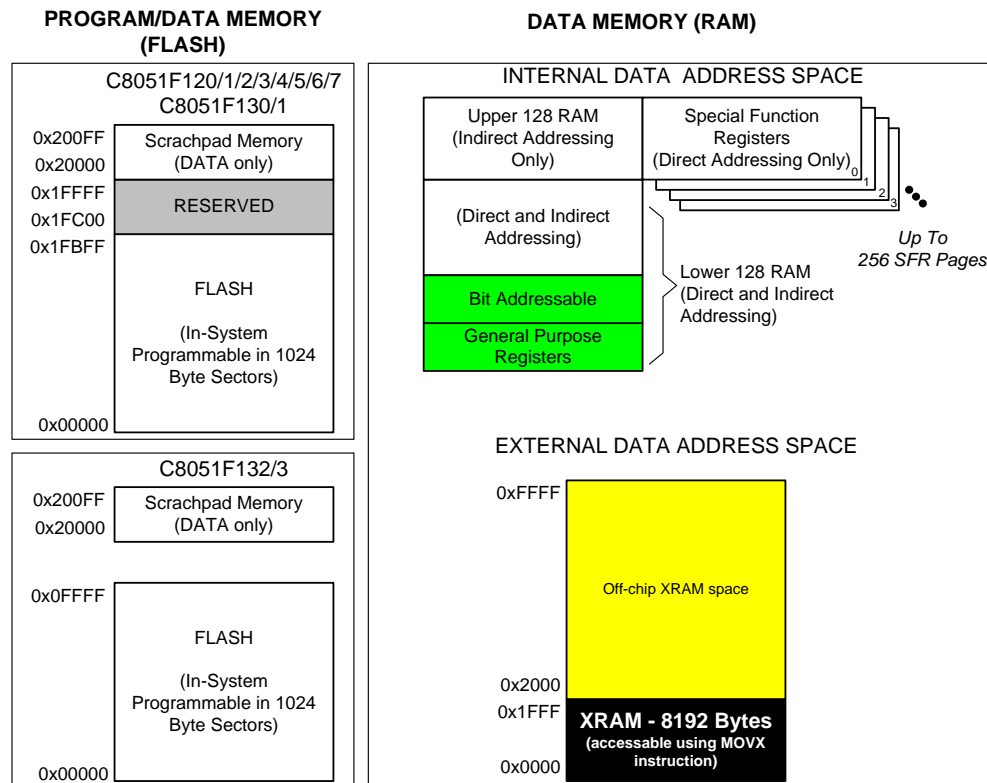 PROGRAM/DATA MEMORY
(FLASH)
C8051F120/1/2/3/4/5/6/7
C8051F130/1
0x200FF
0x20000
Scrachpad Memory
(DATA only)
0x1FFFF
0x1FC00
RESERVED
0x1FBFF
FLASH
(In-System
Programmable in 1024
Byte Sectors)
0x00000
C8051F132/3
0x200FF
0x20000
Scrachpad Memory
(DATA only)
0x0FFFF
FLASH
(In-System
Programmable in 1024
Byte Sectors)
0x00000
DATA MEMORY (RAM)
INTERNAL DATA ADDRESS SPACE
Upper 128 RAM
(Indirect Addressing
Only)
Special Function
Registers
(Direct Addressing Only)
0
1
2
3
Up To
256 SFR Pages
(Direct and Indirect
Addressing)
Bit Addressable
General Purpose
Registers
Lower 128 RAM
(Direct and Indirect
Addressing)
EXTERNAL DATA ADDRESS SPACE
0xFFFF
Off-chip XRAM space
0x2000
0x1FFF
XRAM - 8192 Bytes
(accessable using MOVX
instruction)
0x0000